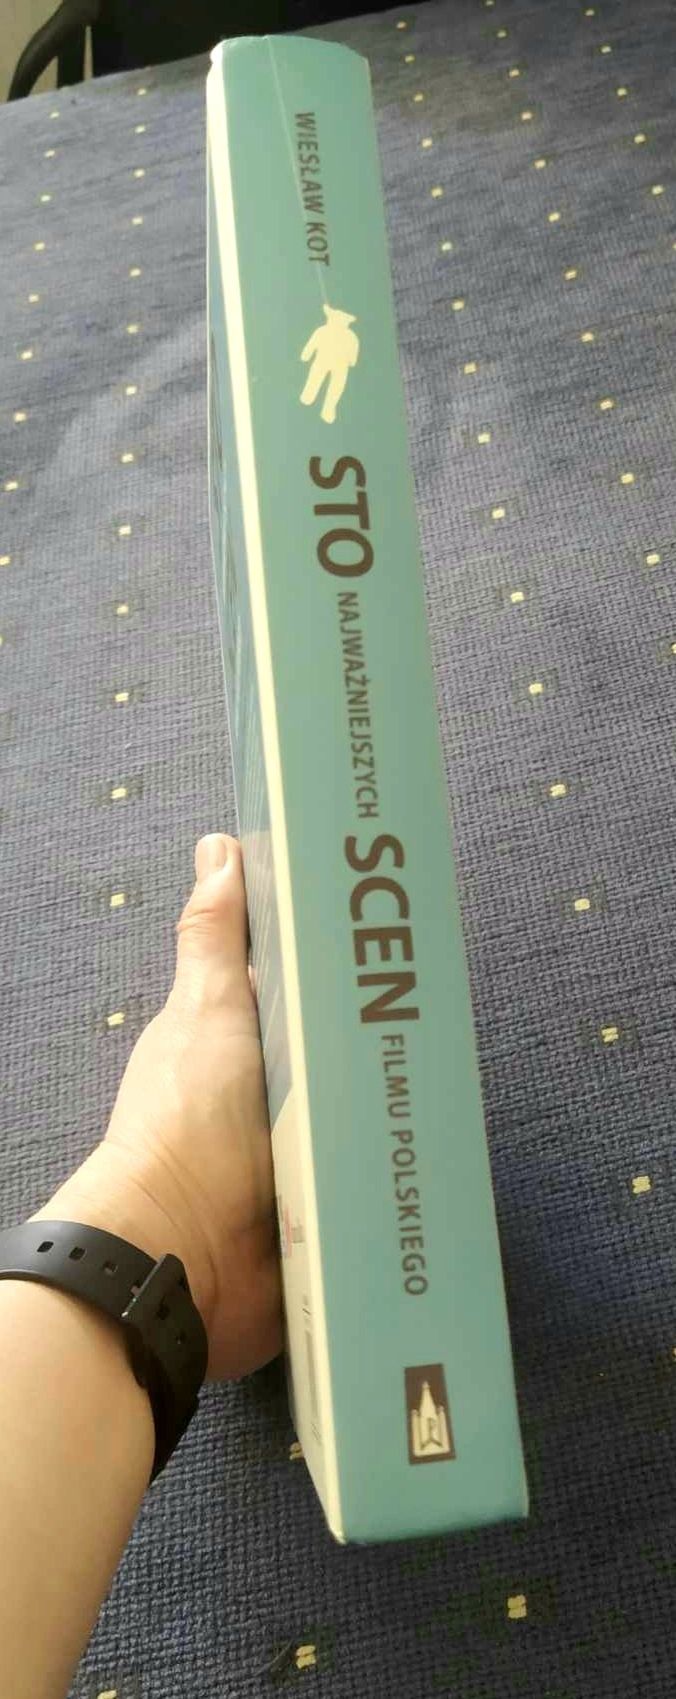 WIESŁAW KOT
STO NAJWAŻNIEJSZYCH SCEN FILMU POLSKIEGO